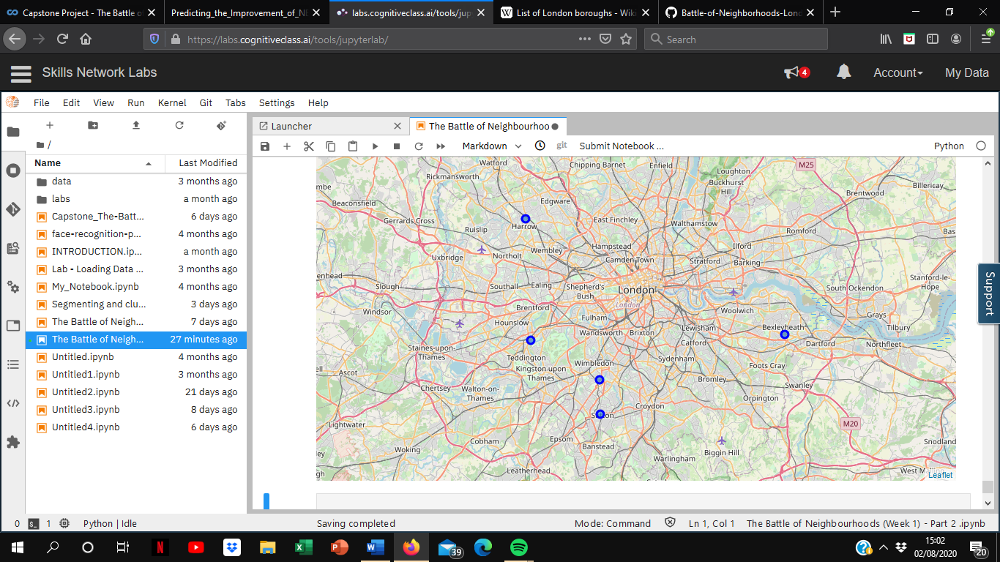 Capstone Project - The Battle of
Predicting_the_Improvement_of_NB
labs.cognitiveclass.ai/tools/jup
List of London boroughs - Wiki
Battle-of-Neighborhoods-Lond
https://labs.cognitiveclass.ai/tools/jupyterlab/
Search
Skills Network Labs
4
Account
My Data
File Edit View Run Kernel Git Tabs Settings Help
Launcher
The Battle of Neighbourhoo
/
Markdown
git
Submit Notebook ...
Python
Name Last Modified
data 3 months ago
labs a month ago
Capstone_The-Batt... 6 days ago
face-recognition-p... 4 months ago
INTRODUCTION.ip... a month ago
Lab - Loading Data ... 3 months ago
My_Notebook.ipynb 4 months ago
Segmenting and clu... 3 days ago
The Battle of Neigh... 7 days ago
The Battle of Neigh... 27 minutes ago
Untitled.ipynb 4 months ago
Untitled1.ipynb 3 months ago
Untitled2.ipynb 21 days ago
Untitled3.ipynb 8 days ago
Untitled4.ipynb 6 days ago
Watford
Chipping Barnet
Enfield
M25
Loughton
Rickmansworth
Buckhurst
Hill
Billericay
Brentwood
Beaconsfield
Edgware
Gerrards Cross
East Finchley
Walthamstow
Harrow
Ruislip
Romford
Hampstead
Ilford
Uxbridge
Northolt
Wembley
Camden Town
Stratford
Barking
Slough
Southall
Ealing
Shepherd's
Bush
London
London
Stanford-le-
Hope
South Ockendon
Windsor
Brentford
Woolwich
Grays
Hounslow
Fulham
Lewisham
Bexleyheath
Tilbury
Wandsworth
Brixton
Catford
Dartford
Northfleet
Staines-upon-
Thames
Teddington
Sydenham
Wimbledon
Foots Cray
Ascot
Kingston-upon
Thames
Bromley
Swanley
Chertsey
Walton-on-
Thames
Orpington
Croydon
Lightwater
Epsom
M20
Cobham
Banstead
Woking
Biggin Hill
Warlingham
Snodland
Leatherhead
Leaflet
Support
0
1
Python | Idle
Saving completed
Mode: Command
Ln 1, Col 1
The Battle of Neighbourhoods (Week 1) - Part 2 .ipynb
39
15:02
02/08/2020
20